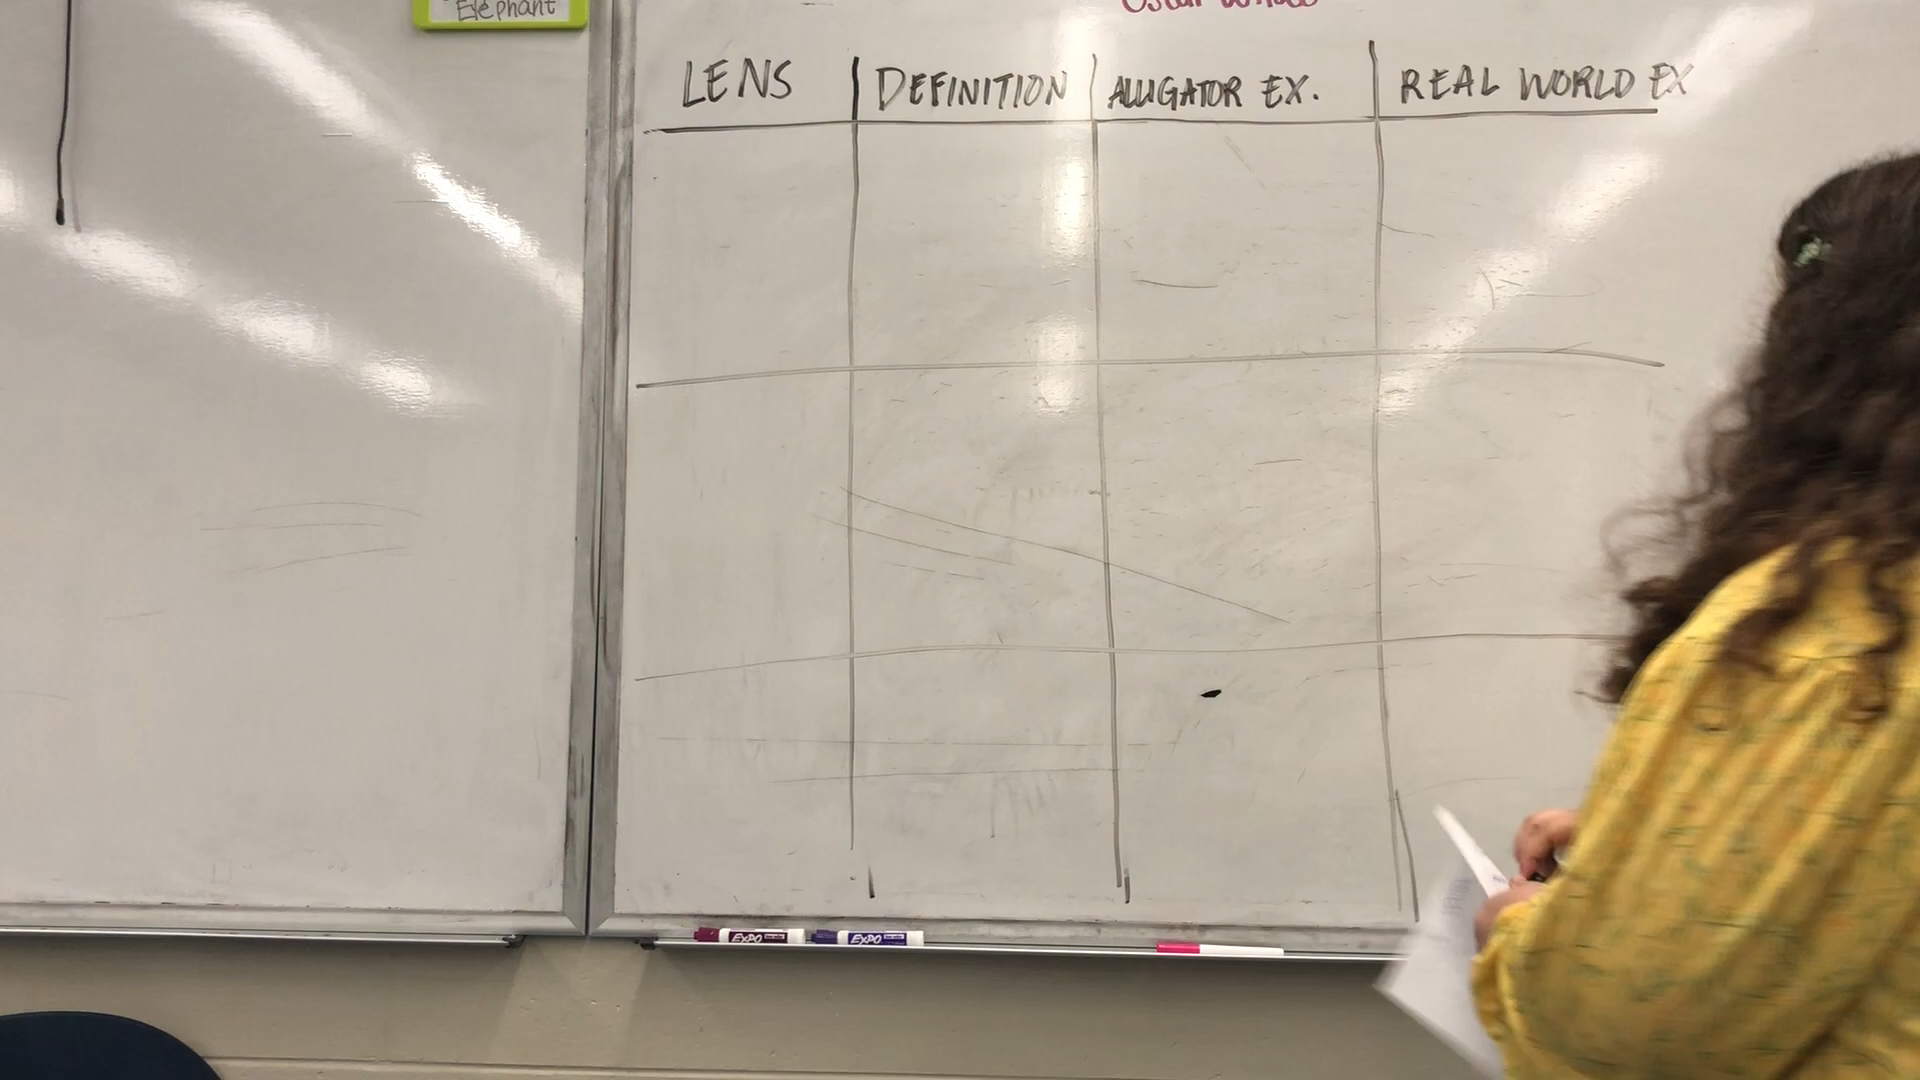 Elephant
LENS DEFINITION ALLIGATOR EX. REAL WORLD EX
EXPO EXPO